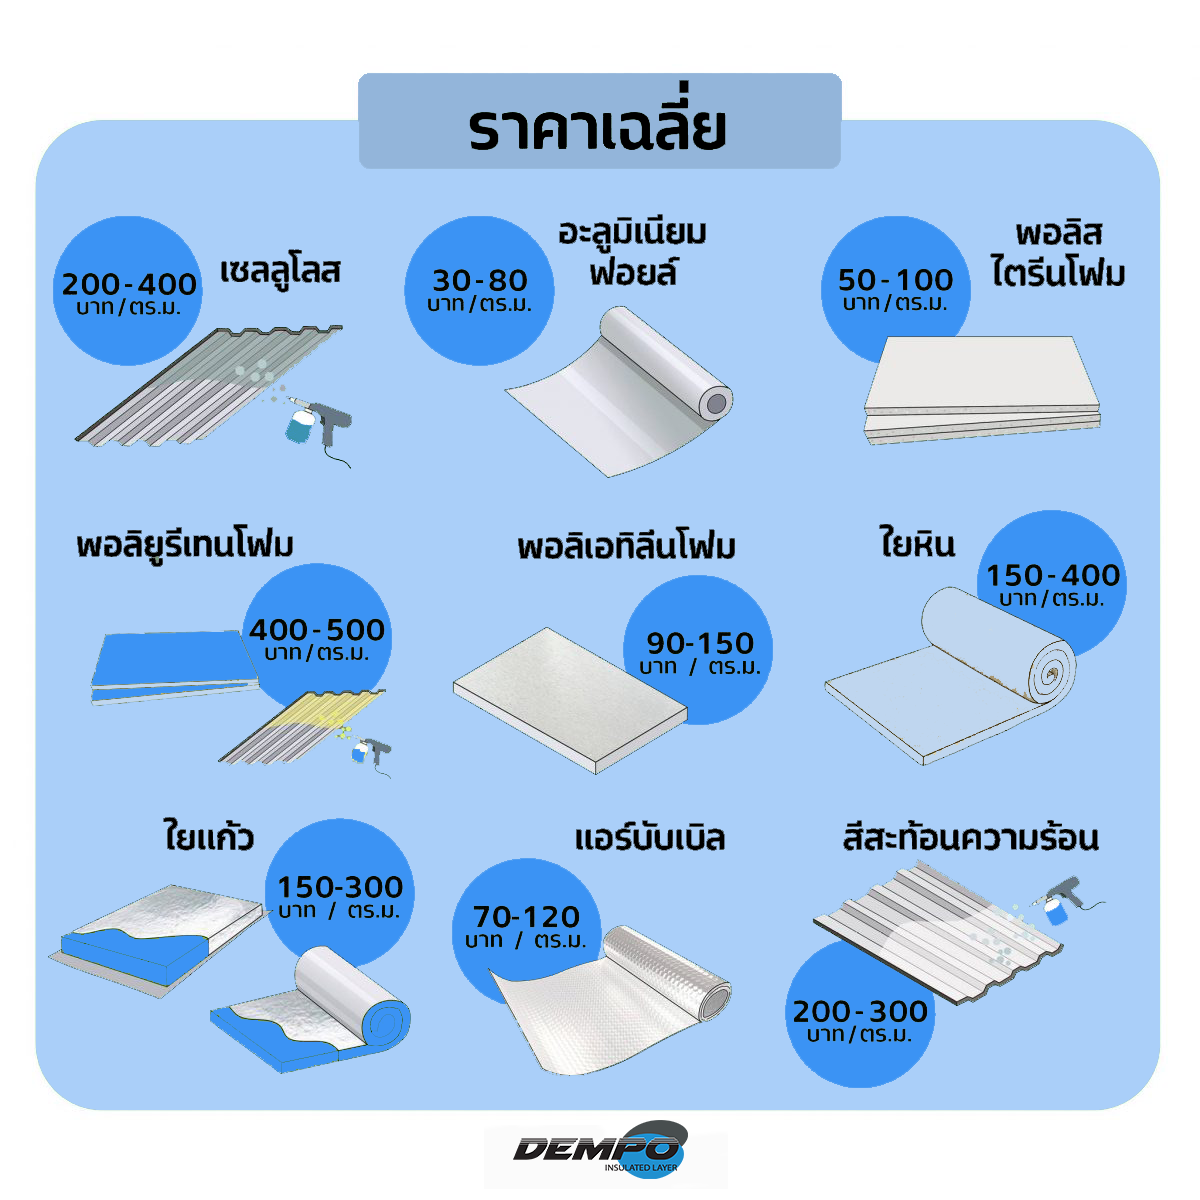 ราคาเฉลี่ย
200-400
บาท/ตร.ม.
เซลลูโลส
30-80
บาท/ตร.ม.
อะลูมิเนียม
ฟอยล์
50-100
บาท/ตร.ม.
พอลิส
ไตรีนโฟม
พอลิยูรีเทนโฟม
400-500
บาท/ตร.ม.
พอลิเอทิลีนโฟม
90-150
บาท / ตร.ม.
ใยหิน
150-400
บาท/ตร.ม.
ใยแก้ว
150-300
บาท / ตร.ม.
แอร์บับเบิล
70-120
บาท / ตร.ม.
สีสะท้อนความร้อน
200-300
บาท/ตร.ม.
DEMPO
INSULATED LAYER